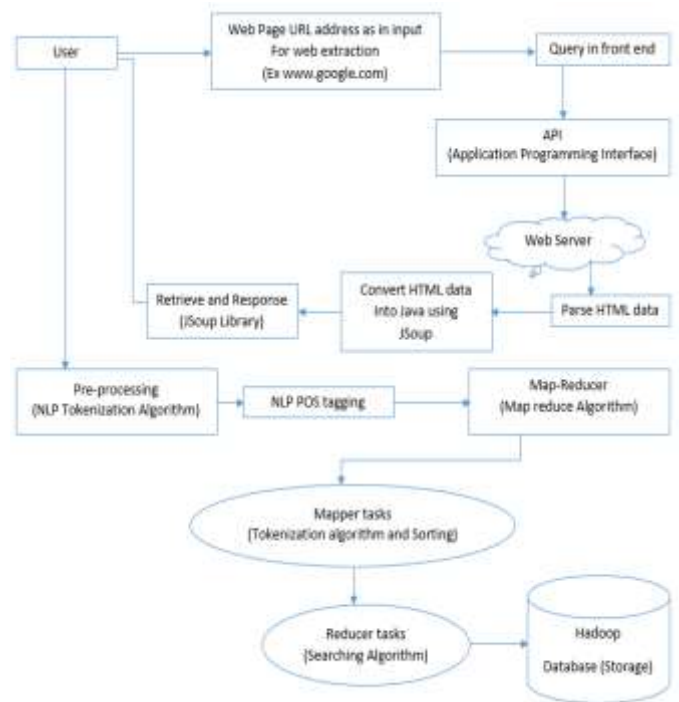 User
Web Page URL address as in input
For web extraction
(Ex www.google.com)
Query in front end
API
(Application Programming Interface)
Web Server
Parse HTML data
Convert HTML data
Into Java using
JSoup
Retrieve and Response
(JSoup Library)
Pre-processing
(NLP Tokenization Algorithm)
NLP POS tagging
Map-Reducer
(Map reduce Algorithm)
Mapper tasks
(Tokenization algorithm and Sorting)
Reducer tasks
(Searching Algorithm)
Hadoop
Database (Storage)